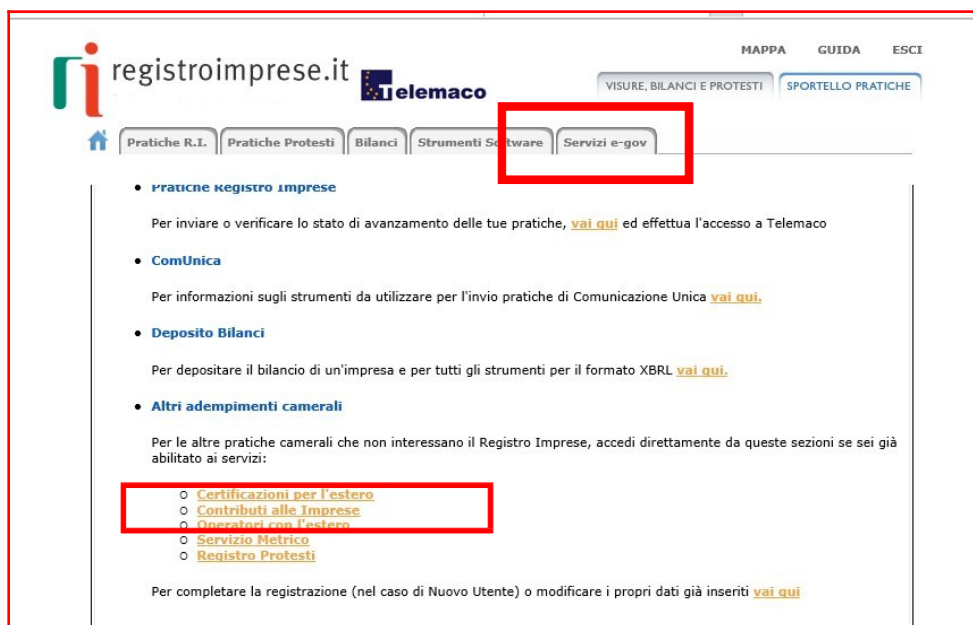 MAPPA GUIDA ESCI
registroimprese.it
Telemaco
VISURE, BILANCI E PROTESTI SPORTELLO PRATICHE
Pratiche R.I. Pratiche Protesti Bilanci Strumenti Software Servizi e-gov
• Pratiche Registro Imprese
Per inviare o verificare lo stato di avanzamento delle tue pratiche, vai qui ed effettua l'accesso a Telemaco
• ComUnica
Per informazioni sugli strumenti da utilizzare per l'invio pratiche di Comunicazione Unica vai qui.
• Deposito Bilanci
Per depositare il bilancio di un'impresa e per tutti gli strumenti per il formato XBRL vai qui.
• Altri adempimenti camerali
Per le altre pratiche camerali che non interessano il Registro Imprese, accedi direttamente da queste sezioni se sei già
abilitato ai servizi:
o Certificazioni per l'estero
o Contributi alle Imprese
o Operatori con l'estero
o Servizio Metrico
o Registro Protesti
Per completare la registrazione (nel caso di Nuovo Utente) o modificare i propri dati già inseriti vai qui